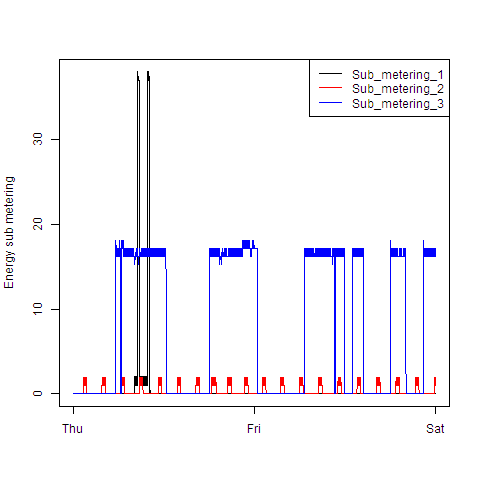 Sub_metering_1
Sub_metering_2
Sub_metering_3
Energy sub metering
30
20
10
0
Thu
Fri
Sat